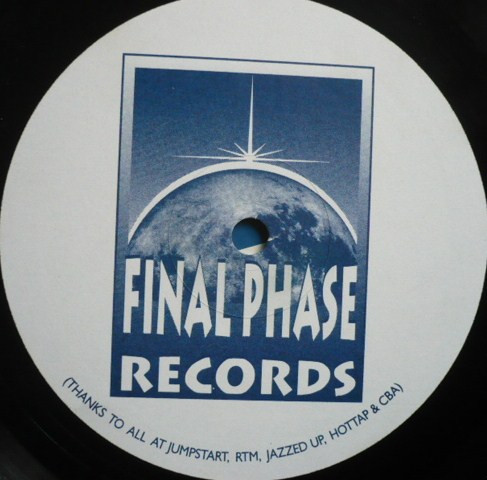 FINAL PHASE
RECORDS
(THANKS TO ALL AT JUMPSTART, RTM, JAZZED UP, HOTTAP & CBA)